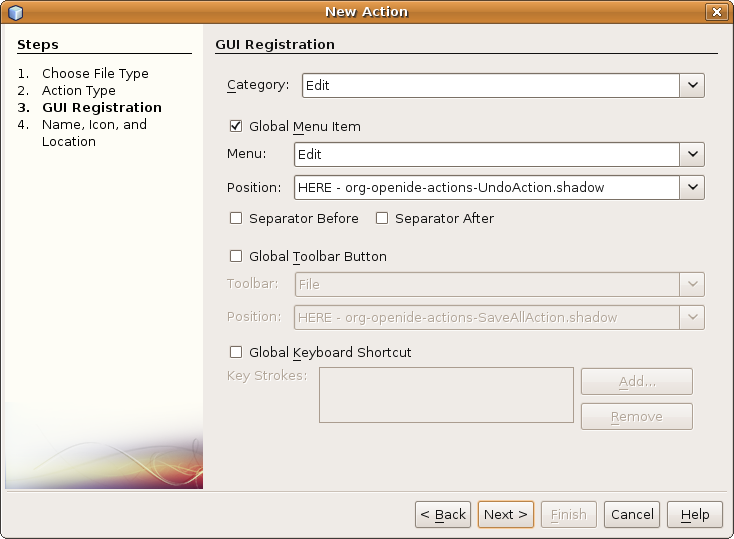 New Action
Steps
1. Choose File Type
2. Action Type
3. GUI Registration
4. Name, Icon, and
Location
GUI Registration
Category: Edit
Global Menu Item
Menu: Edit
Position: HERE - org-openide-actions-UndoAction.shadow
Separator Before Separator After
Global Toolbar Button
Toolbar: File
Position: HERE - org-openide-actions-SaveAllAction.shadow
Global Keyboard Shortcut
Key Strokes: Add...
Remove
< Back Next > Finish Cancel Help